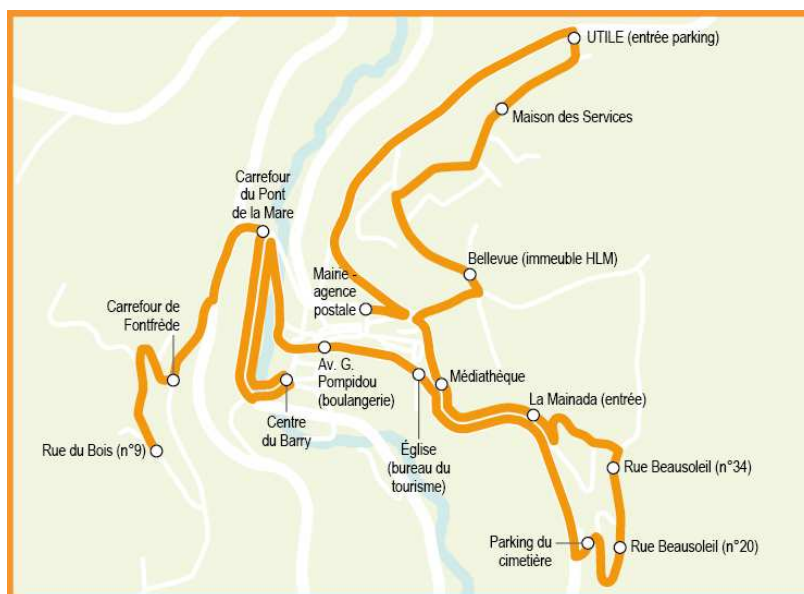 UTILE (entrée parking)
Maison des Services
Carrefour
du Pont
de la Mare
Bellevue (immeuble HLM)
Mairie -
agence
postale
Carrefour de
Fontfrède
Av. G.
Pompidou
(boulangerie)
Médiathèque
La Mainada (entrée)
Centre
du Barry
Rue du Bois (n°9)
Église
(bureau du
tourisme)
Rue Beausoleil (n°34)
Parking du
cimetière
Rue Beausoleil (n°20)